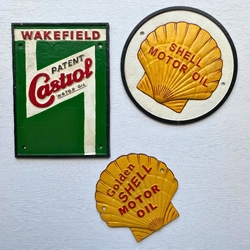 WAKEFIELD
PATENT
Castrol
MOTOR OIL
SHELL
MOTOR OIL
Golden
SHELL
MOTOR
OIL